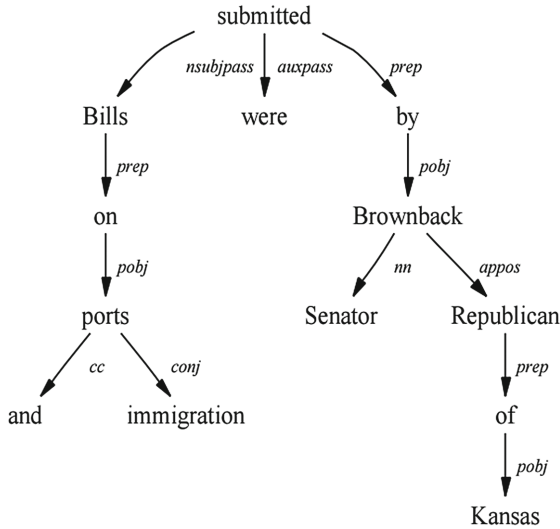 submitted
nsubjpass auxpass prep
Bills were by
prep pobj
on Brownback
pobj nn appos
ports Senator Republican
cc conj prep
and immigration of
pobj
Kansas